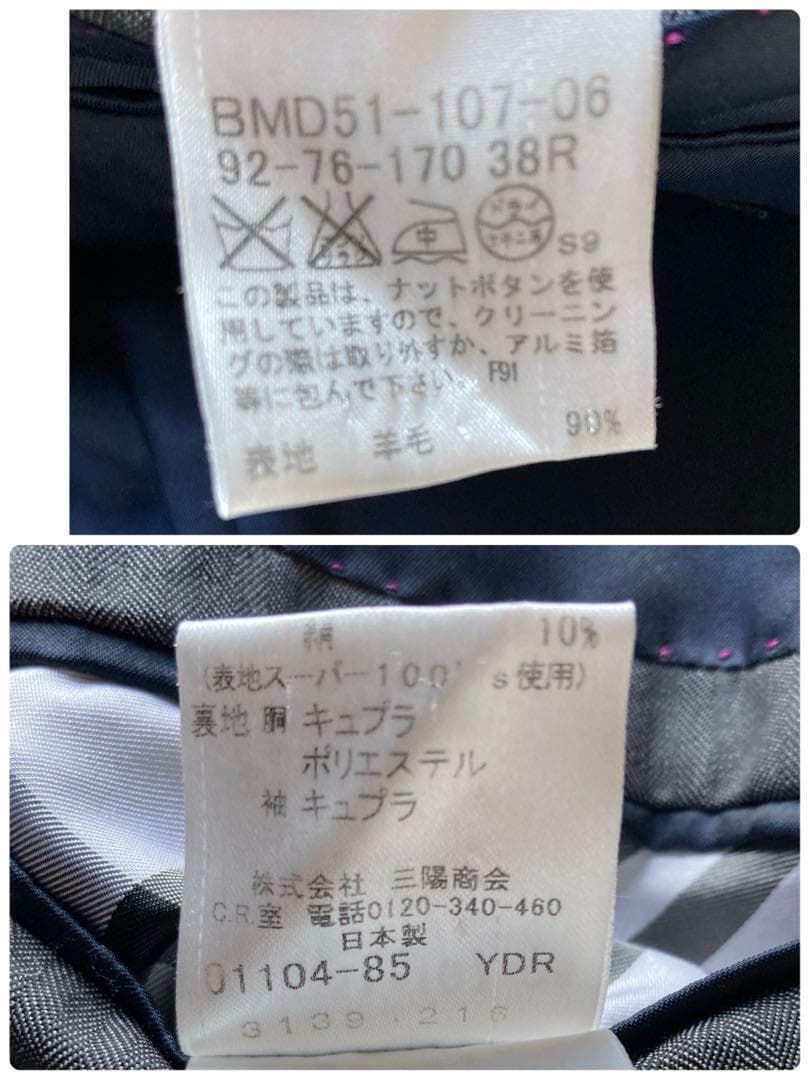 BMD51-107-06
92-76-170 38R
エンソ
中
ドライ
セキユ系
S9
この製品は、ナットボタンを使
用していますので、クリーニン
グの際は取り外すか、アルミ箔
等に包んで下さい。F91
表地 羊毛 90%
絹 10%
(表地スーパー100's使用)
裏地 胴 キュプラ
ポリエステル
袖 キュプラ
株式会社 三陽商会
C.R.室 電話0120-340-460
日本製
01104-85 YDR
3139 216